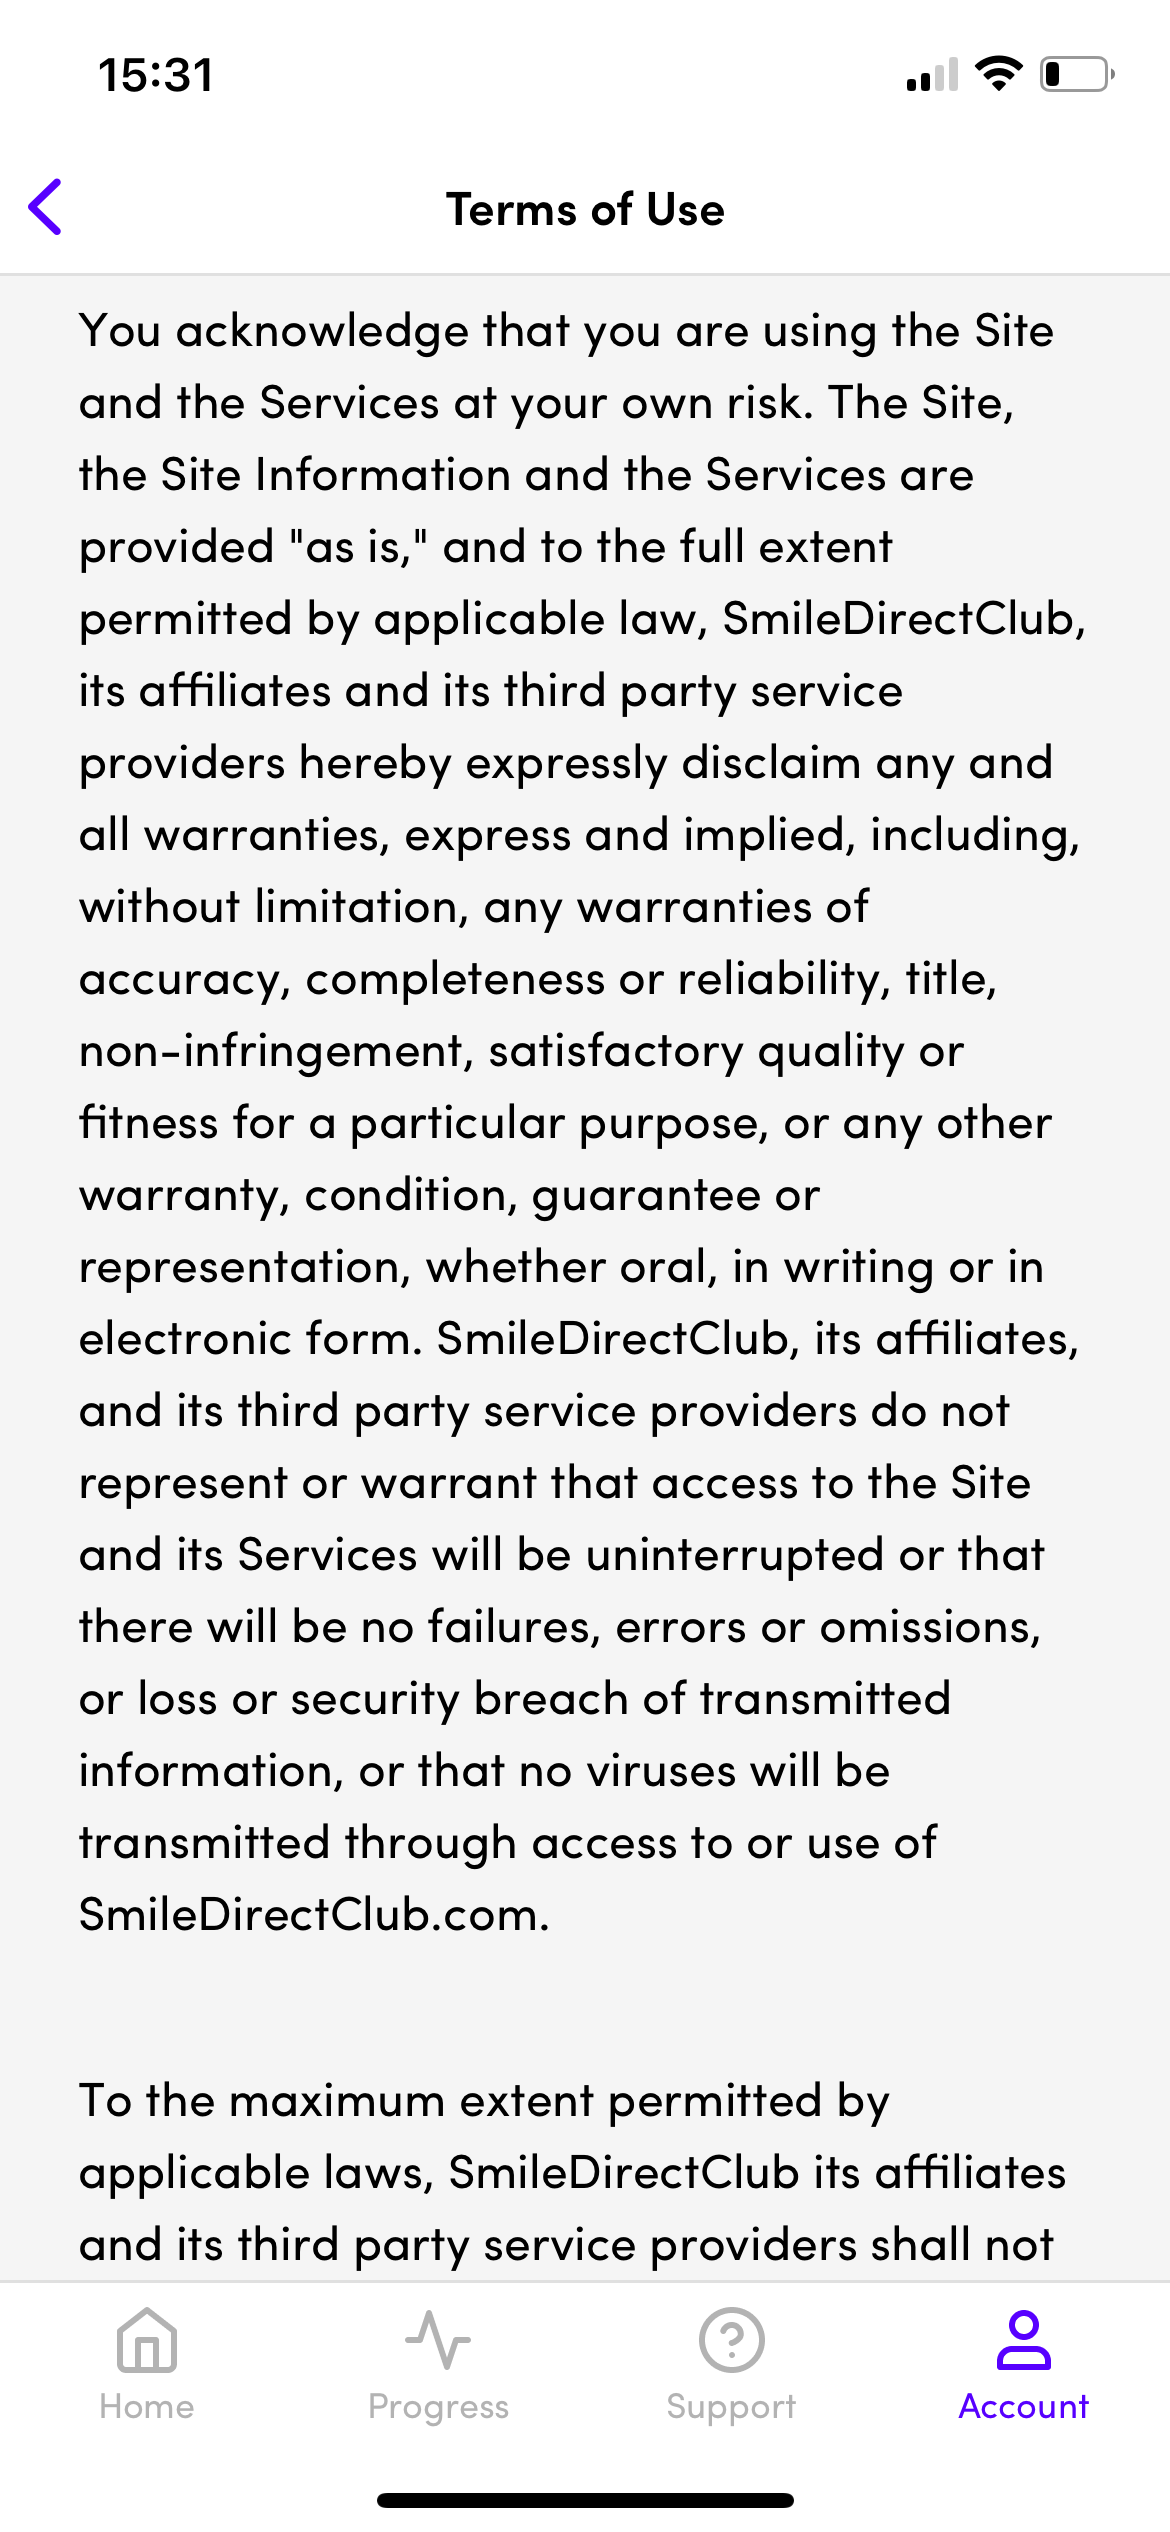 15:31
Terms of Use
You acknowledge that you are using the Site
and the Services at your own risk. The Site,
the Site Information and the Services are
provided "as is," and to the full extent
permitted by applicable law, SmileDirectClub,
its affiliates and its third party service
providers hereby expressly disclaim any and
all warranties, express and implied, including,
without limitation, any warranties of
accuracy, completeness or reliability, title,
non-infringement, satisfactory quality or
fitness for a particular purpose, or any other
warranty, condition, guarantee or
representation, whether oral, in writing or in
electronic form. SmileDirectClub, its affiliates,
and its third party service providers do not
represent or warrant that access to the Site
and its Services will be uninterrupted or that
there will be no failures, errors or omissions,
or loss or security breach of transmitted
information, or that no viruses will be
transmitted through access to or use of
SmileDirectClub.com.
To the maximum extent permitted by
applicable laws, SmileDirectClub its affiliates
and its third party service providers shall not
Home Progress Support Account